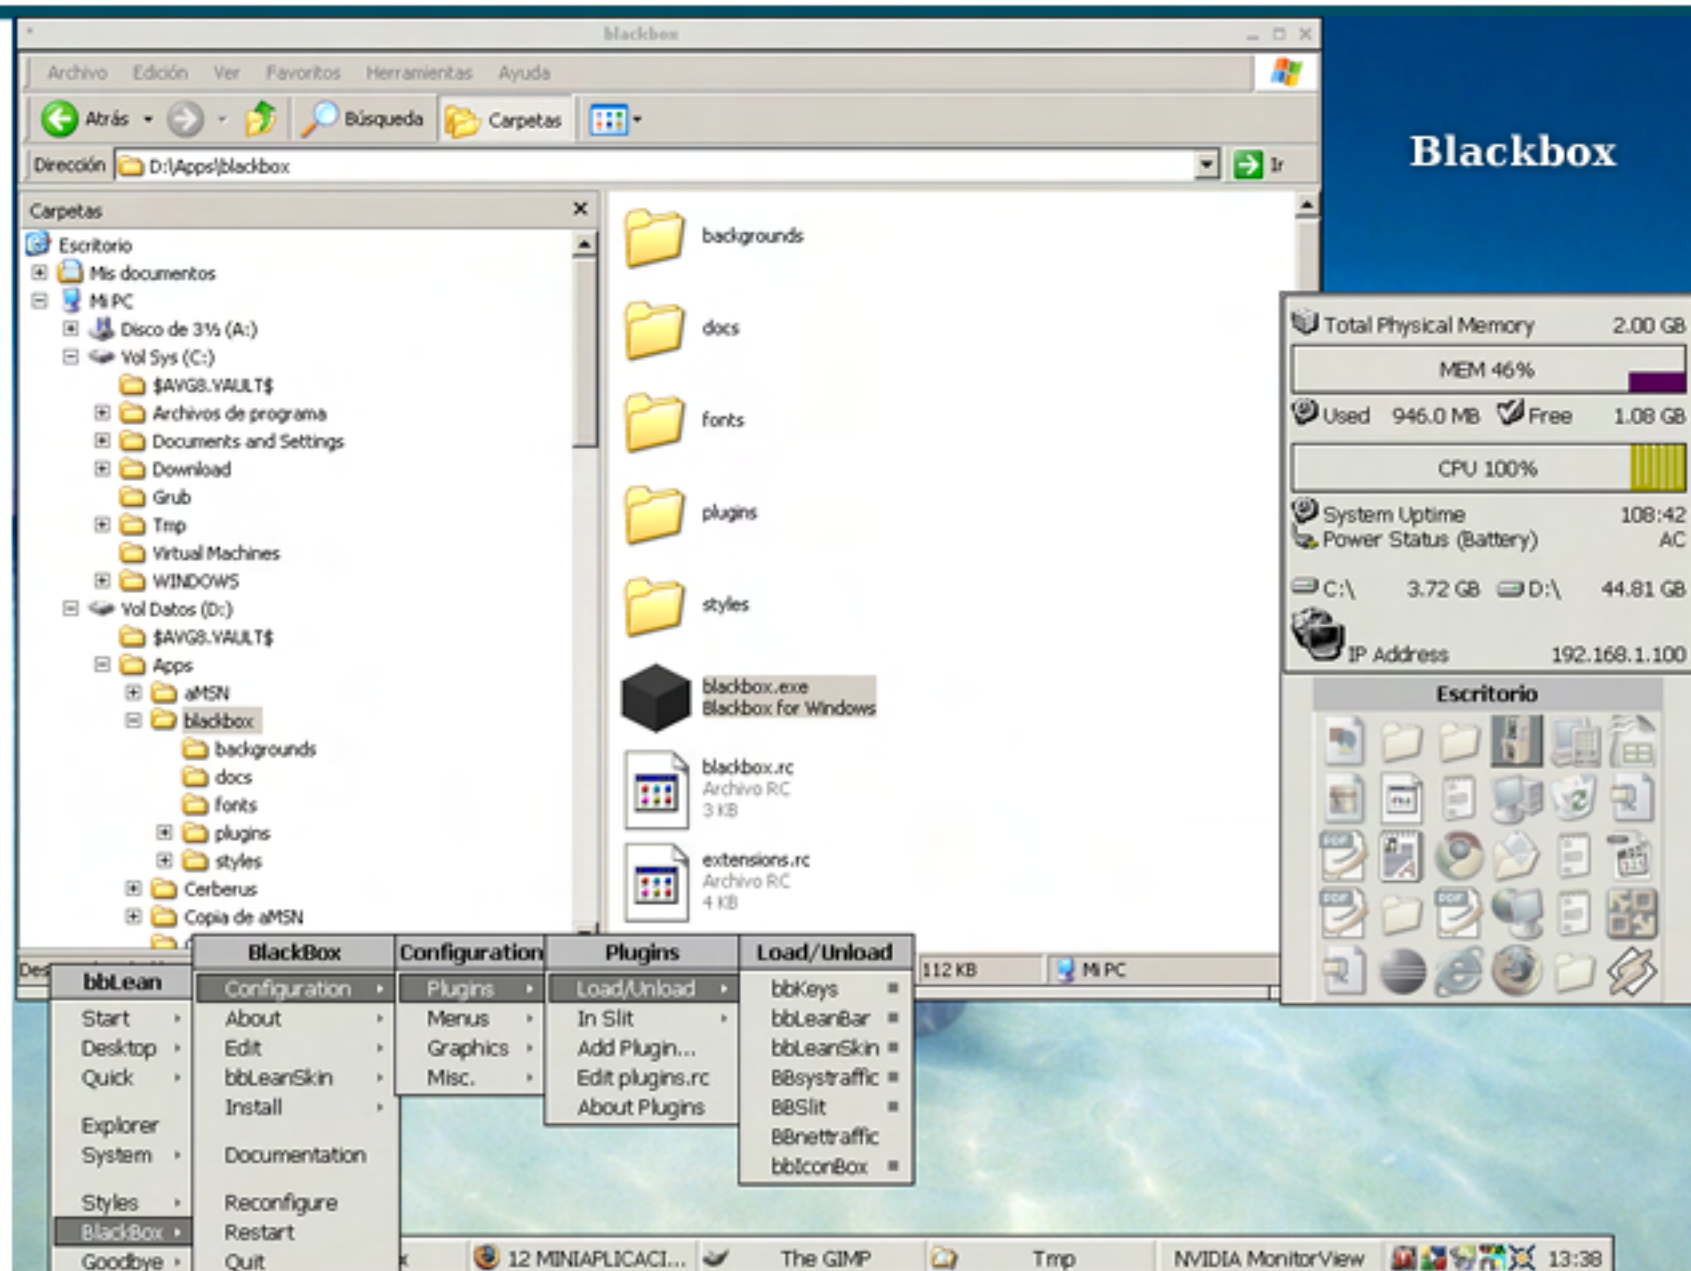 blackbox
Archivo Edición Ver Favoritos Herramientas Ayuda
Atrás Búsqueda Carpetas
Dirección D:\Apps\blackbox Ir
Blackbox
Carpetas
Escritorio
Mis documentos
Mi PC
Disco de 3½ (A:)
Vol Sys (C:)
$AVG8.VAULT$
Archivos de programa
Documents and Settings
Download
Grub
Tmp
Virtual Machines
WINDOWS
Vol Datos (D:)
$AVG8.VAULT$
Apps
aMSN
blackbox
backgrounds
docs
fonts
plugins
styles
Cerberus
Copia de aMSN
backgrounds
docs
fonts
plugins
styles
blackbox.exe
Blackbox for Windows
blackbox.rc
Archivo RC
3 KB
extensions.rc
Archivo RC
4 KB
112 KB Mi PC
Total Physical Memory 2.00 GB
MEM 46%
Used 946.0 MB Free 1.08 GB
CPU 100%
System Uptime 108:42
Power Status (Battery) AC
C:\ 3.72 GB D:\ 44.81 GB
IP Address 192.168.1.100
Escritorio
bbLean
Start
Desktop
Quick
Explorer
System
Styles
BlackBox
Goodbye
BlackBox
Configuration
About
Edit
bbLeanSkin
Install
Documentation
Reconfigure
Restart
Quit
Configuration
Plugins
Menus
Graphics
Misc.
Plugins
Load/Unload
In Slit
Add Plugin...
Edit plugins.rc
About Plugins
Load/Unload
bbKeys
bbLeanBar
bbLeanSkin
BBsystraffic
BBSlit
BBnettraffic
bbIconBox
12 MINIAPLICACI... The GIMP Tmp NVIDIA MonitorView 13:38